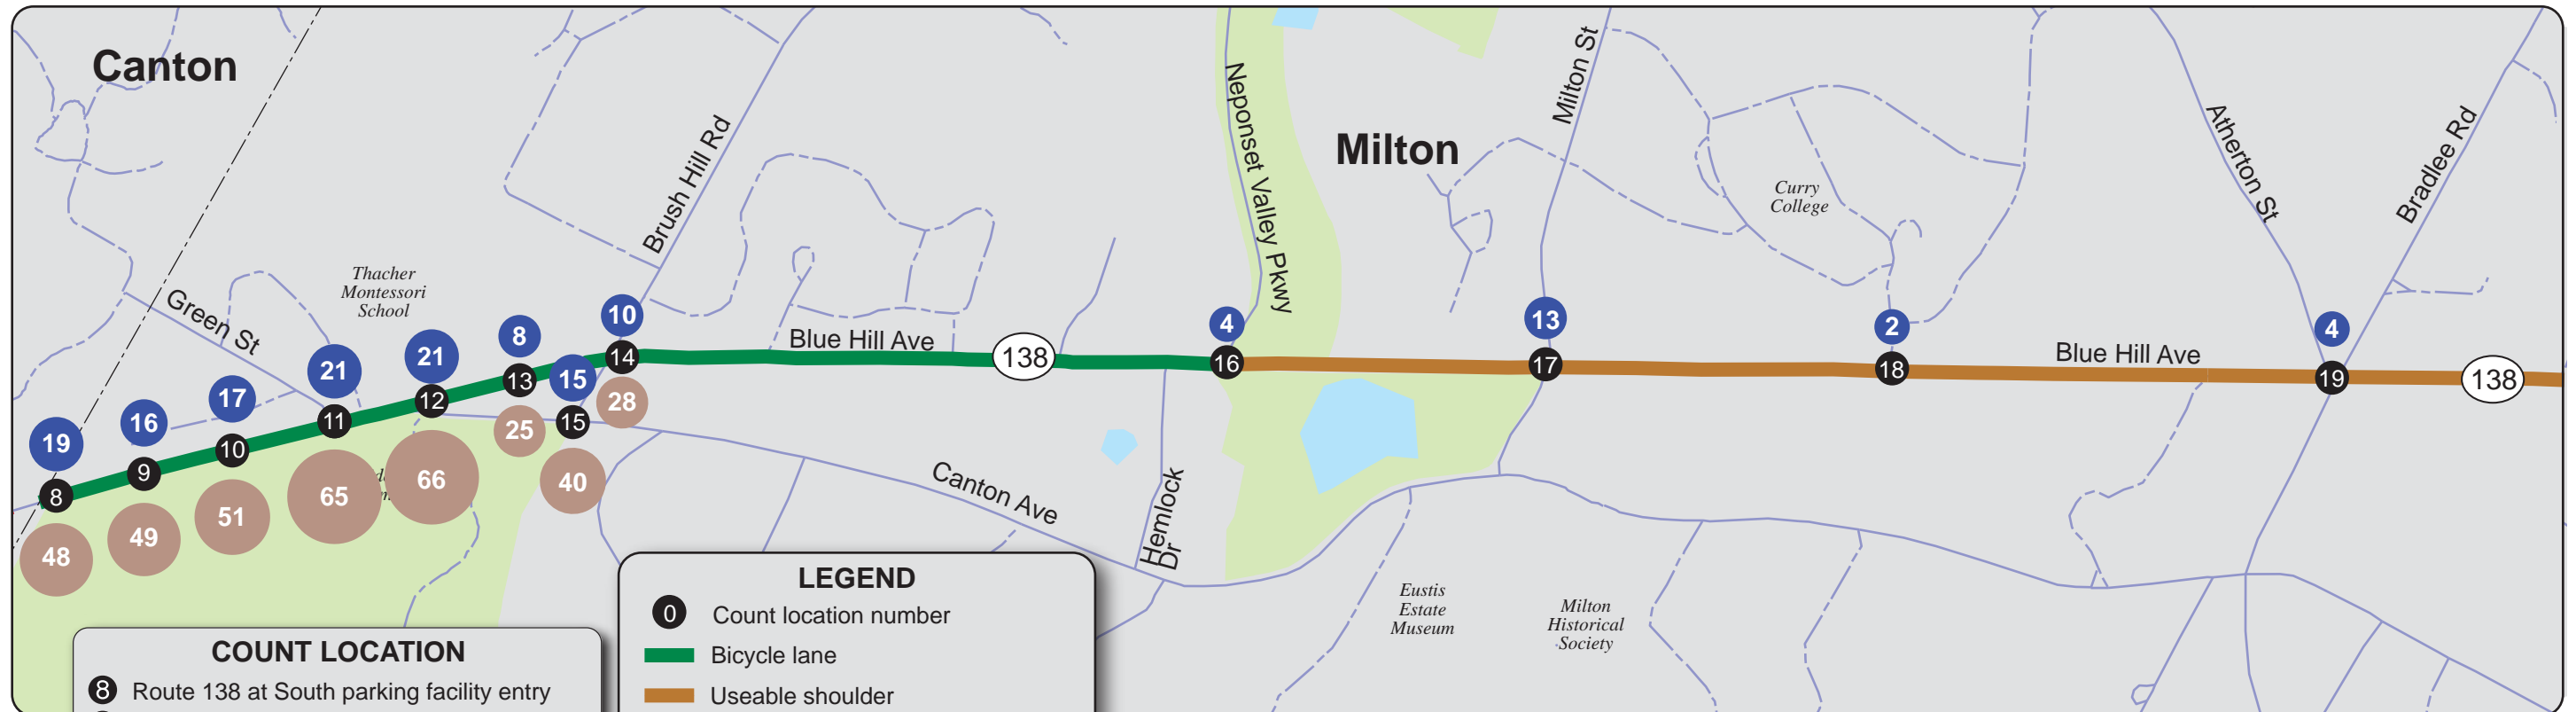 Canton
Milton
Milton St
Neponset Valley Pkwy
Atherton St
Bradlee Rd
Brush Hill Rd
Curry
College
Thacher
Montessori
School
Green St
10
4
13
2
4
8
21
21
15
17
16
19
Blue Hill Ave
138
Blue Hill Ave
138
14
16
17
18
19
13
12
15
11
10
9
8
28
25
66
40
65
51
49
48
Canton Ave
Hemlock
Dr
Eustis
Estate
Museum
Milton
Historical
Society
LEGEND
0 Count location number
Bicycle lane
Useable shoulder
COUNT LOCATION
8 Route 138 at South parking facility entry